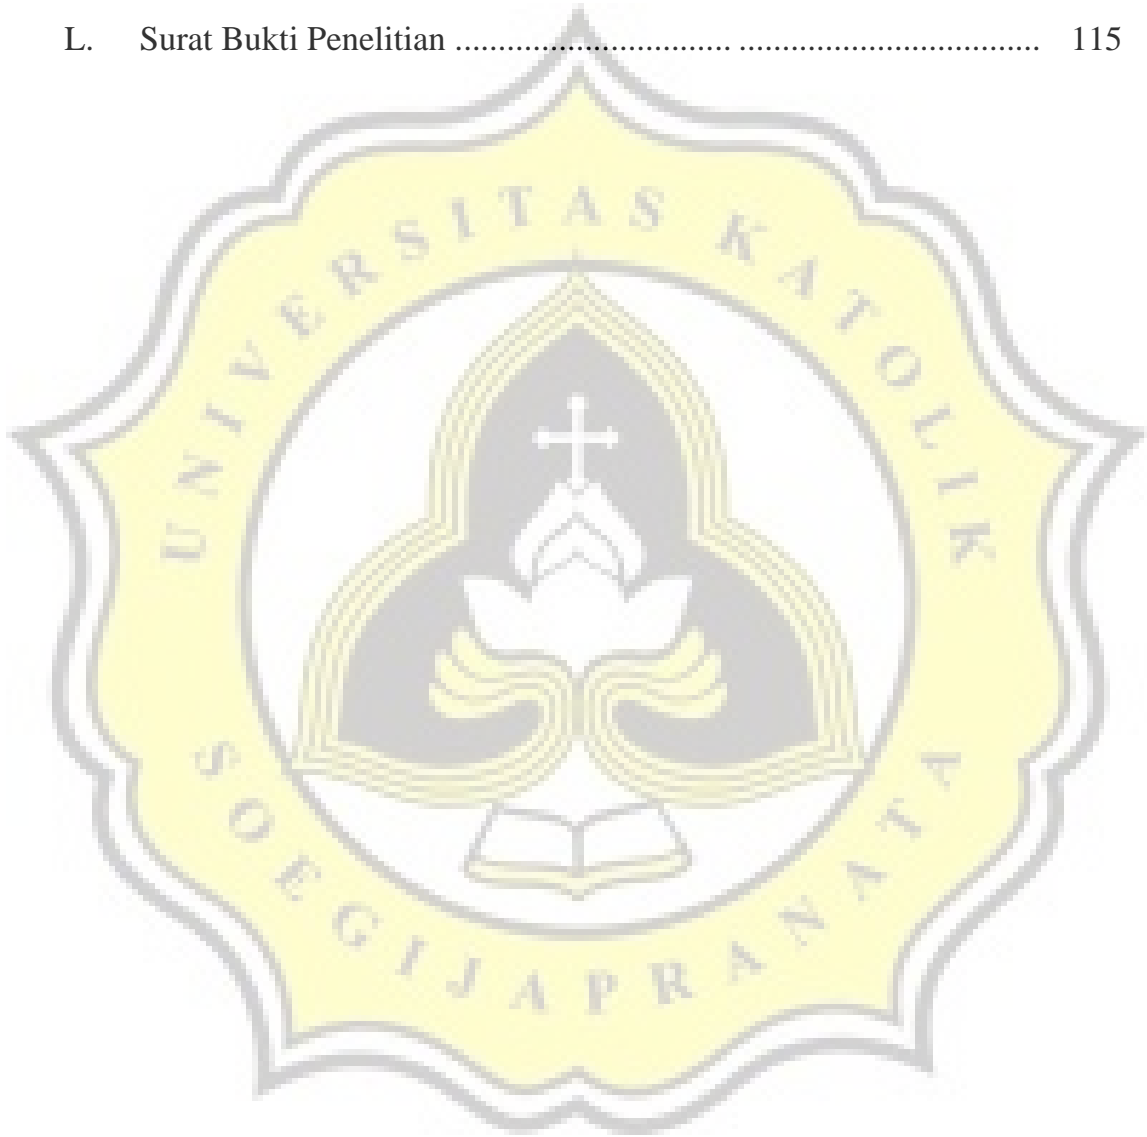 L. Surat Bukti Penelitian ................................ ................................... 115
UNIVERSITAS KATOLIK
SOEGIJAPRANATA